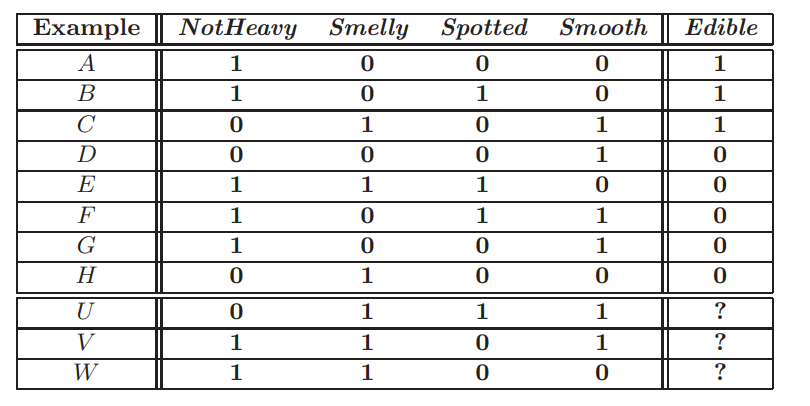 Example NotHeavy Smelly Spotted Smooth Edible
A 1 0 0 0 1
B 1 0 1 0 1
C 0 1 0 1 1
D 0 0 0 1 0
E 1 1 1 0 0
F 1 0 1 1 0
G 1 0 0 1 0
H 0 1 0 0 0
U 0 1 1 1 ?
V 1 1 0 1 ?
W 1 1 0 0 ?